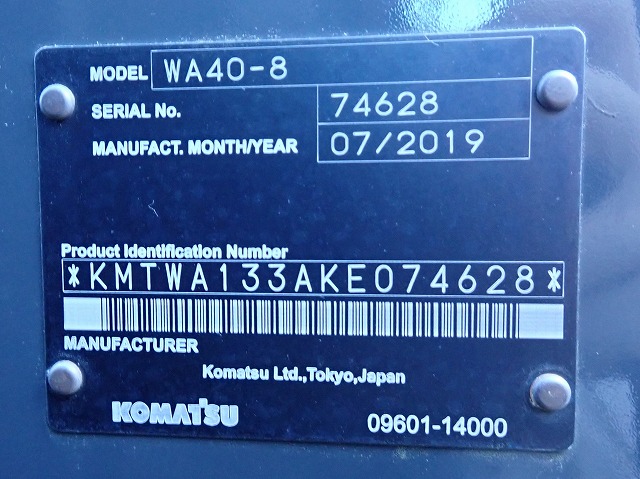 MODEL WA40-8
SERIAL No. 74628
MANUFACT. MONTH/YEAR 07/2019
Product Identification Number
*KMTWA133AKE074628*
MANUFACTURER
Komatsu Ltd.,Tokyo,Japan
KOMATSU 09601-14000